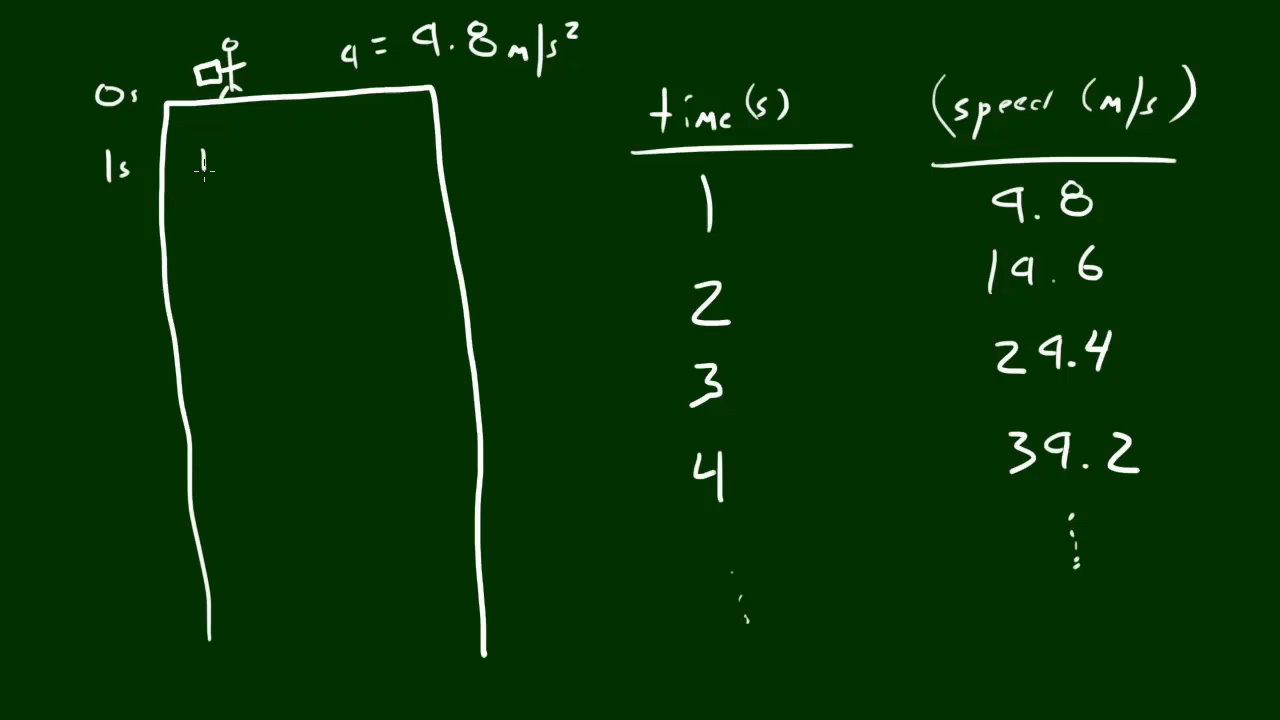 a = 9.8 m/s²
0s
1s
time (s)
1
2
3
4
(speed (m/s)
9.8
19.6
29.4
39.2